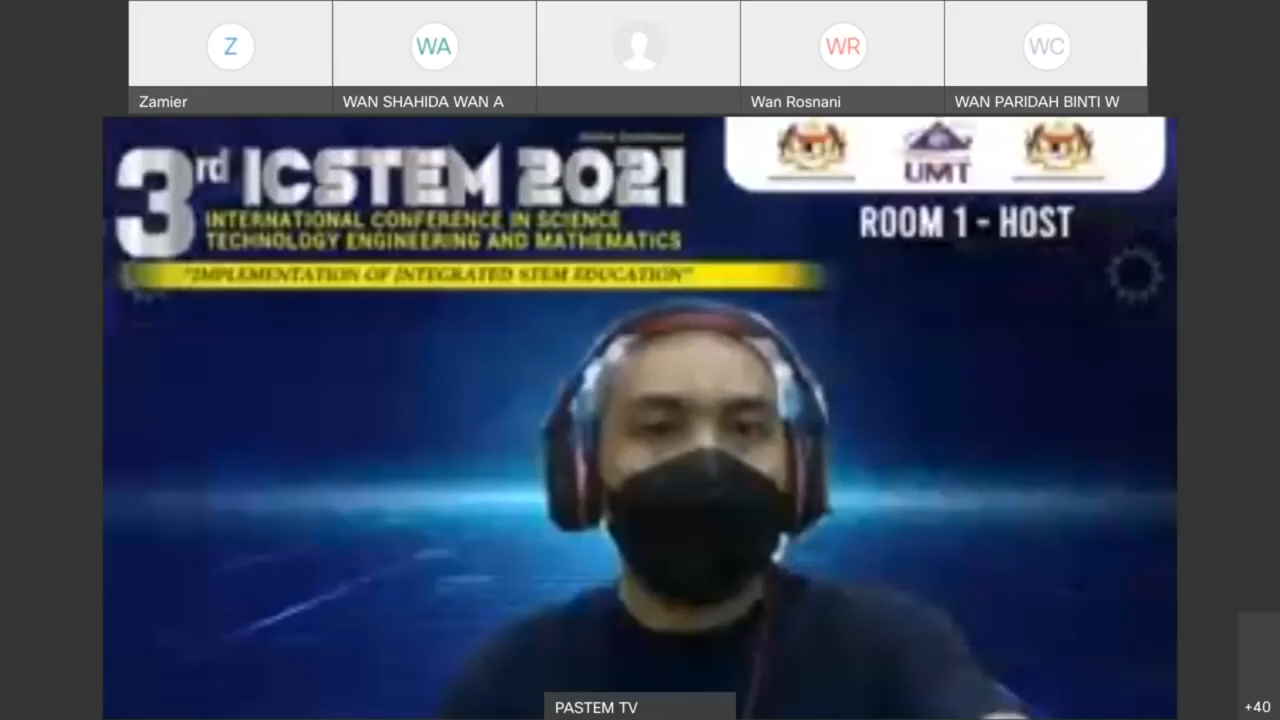 Z
WA
WR
WC
Zamier
WAN SHAHIDA WAN A
Wan Rosnani
WAN PARIDAH BINTI W
3rd ICSTEM 2021
INTERNATIONAL CONFERENCE IN SCIENCE
TECHNOLOGY ENGINEERING AND MATHEMATICS
"IMPLEMENTATION OF INTEGRATED STEM EDUCATION"
UMT
ROOM 1 - HOST
PASTEM TV
+40